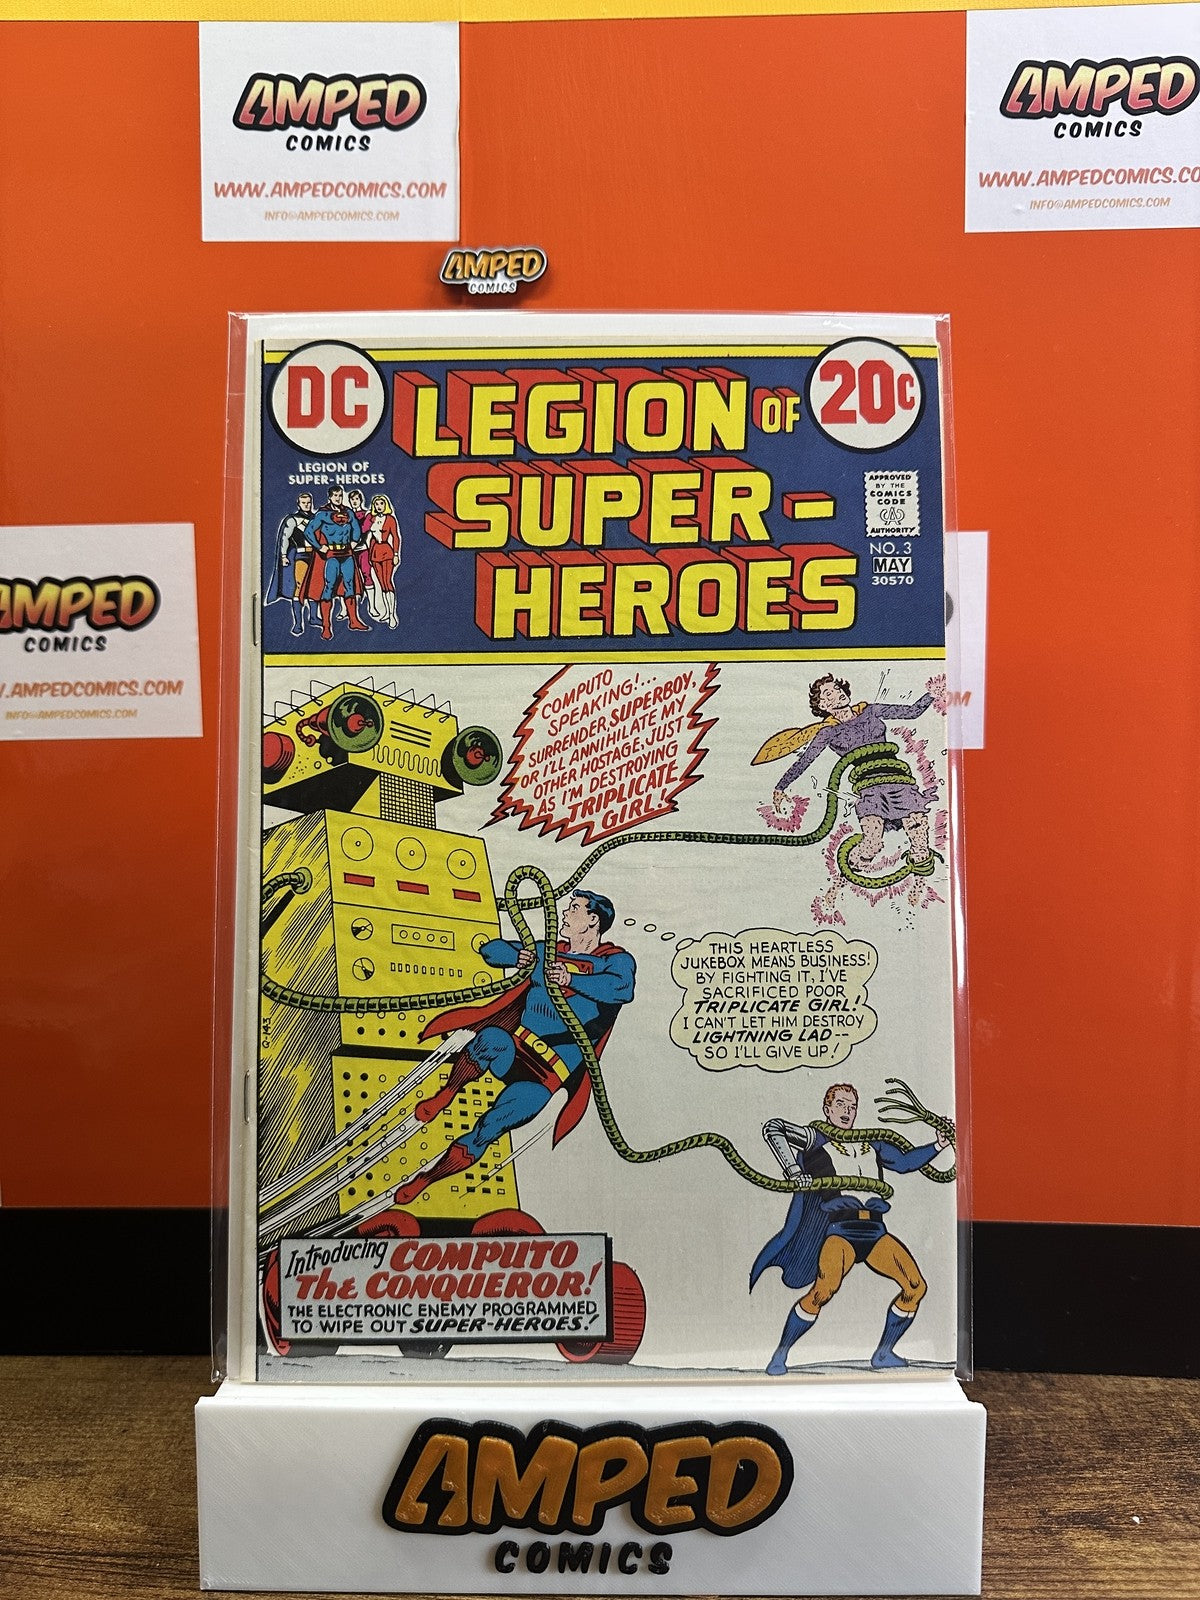 AMPED
COMICS
WWW.AMPEDCOMICS.COM
INFO@AMPEDCOMICS.COM
AMPED
COMICS
WWW.AMPEDCOMICS.CO
INFO@AMPEDCOMICS.COM
AMPED
COMICS
AMPED
COMICS
.AMPEDCOMICS.COM
INFO@AMPEDCOMICS.COM
OM
DC
LEGION OF
SUPER-
HEROES
20c
LEGION OF
SUPER-HEROES
APPROVED
BY THE
COMICS
CODE
AUTHORITY
NO. 3
MAY
30570
COMPUTO
SPEAKING!...
SURRENDER, SUPERBOY,
OR I'LL ANNIHILATE MY
OTHER HOSTAGE, JUST
AS I'M DESTROYING
TRIPLICATE
GIRL!
THIS HEARTLESS
JUKEBOX MEANS BUSINESS!
BY FIGHTING IT, I'VE
SACRIFICED POOR
TRIPLICATE GIRL!
I CAN'T LET HIM DESTROY
LIGHTNING LAD--
SO I'LL GIVE UP!
G-143
Introducing COMPUTO
THE CONQUEROR!
THE ELECTRONIC ENEMY PROGRAMMED
TO WIPE OUT SUPER-HEROES!
AMPED
COMICS